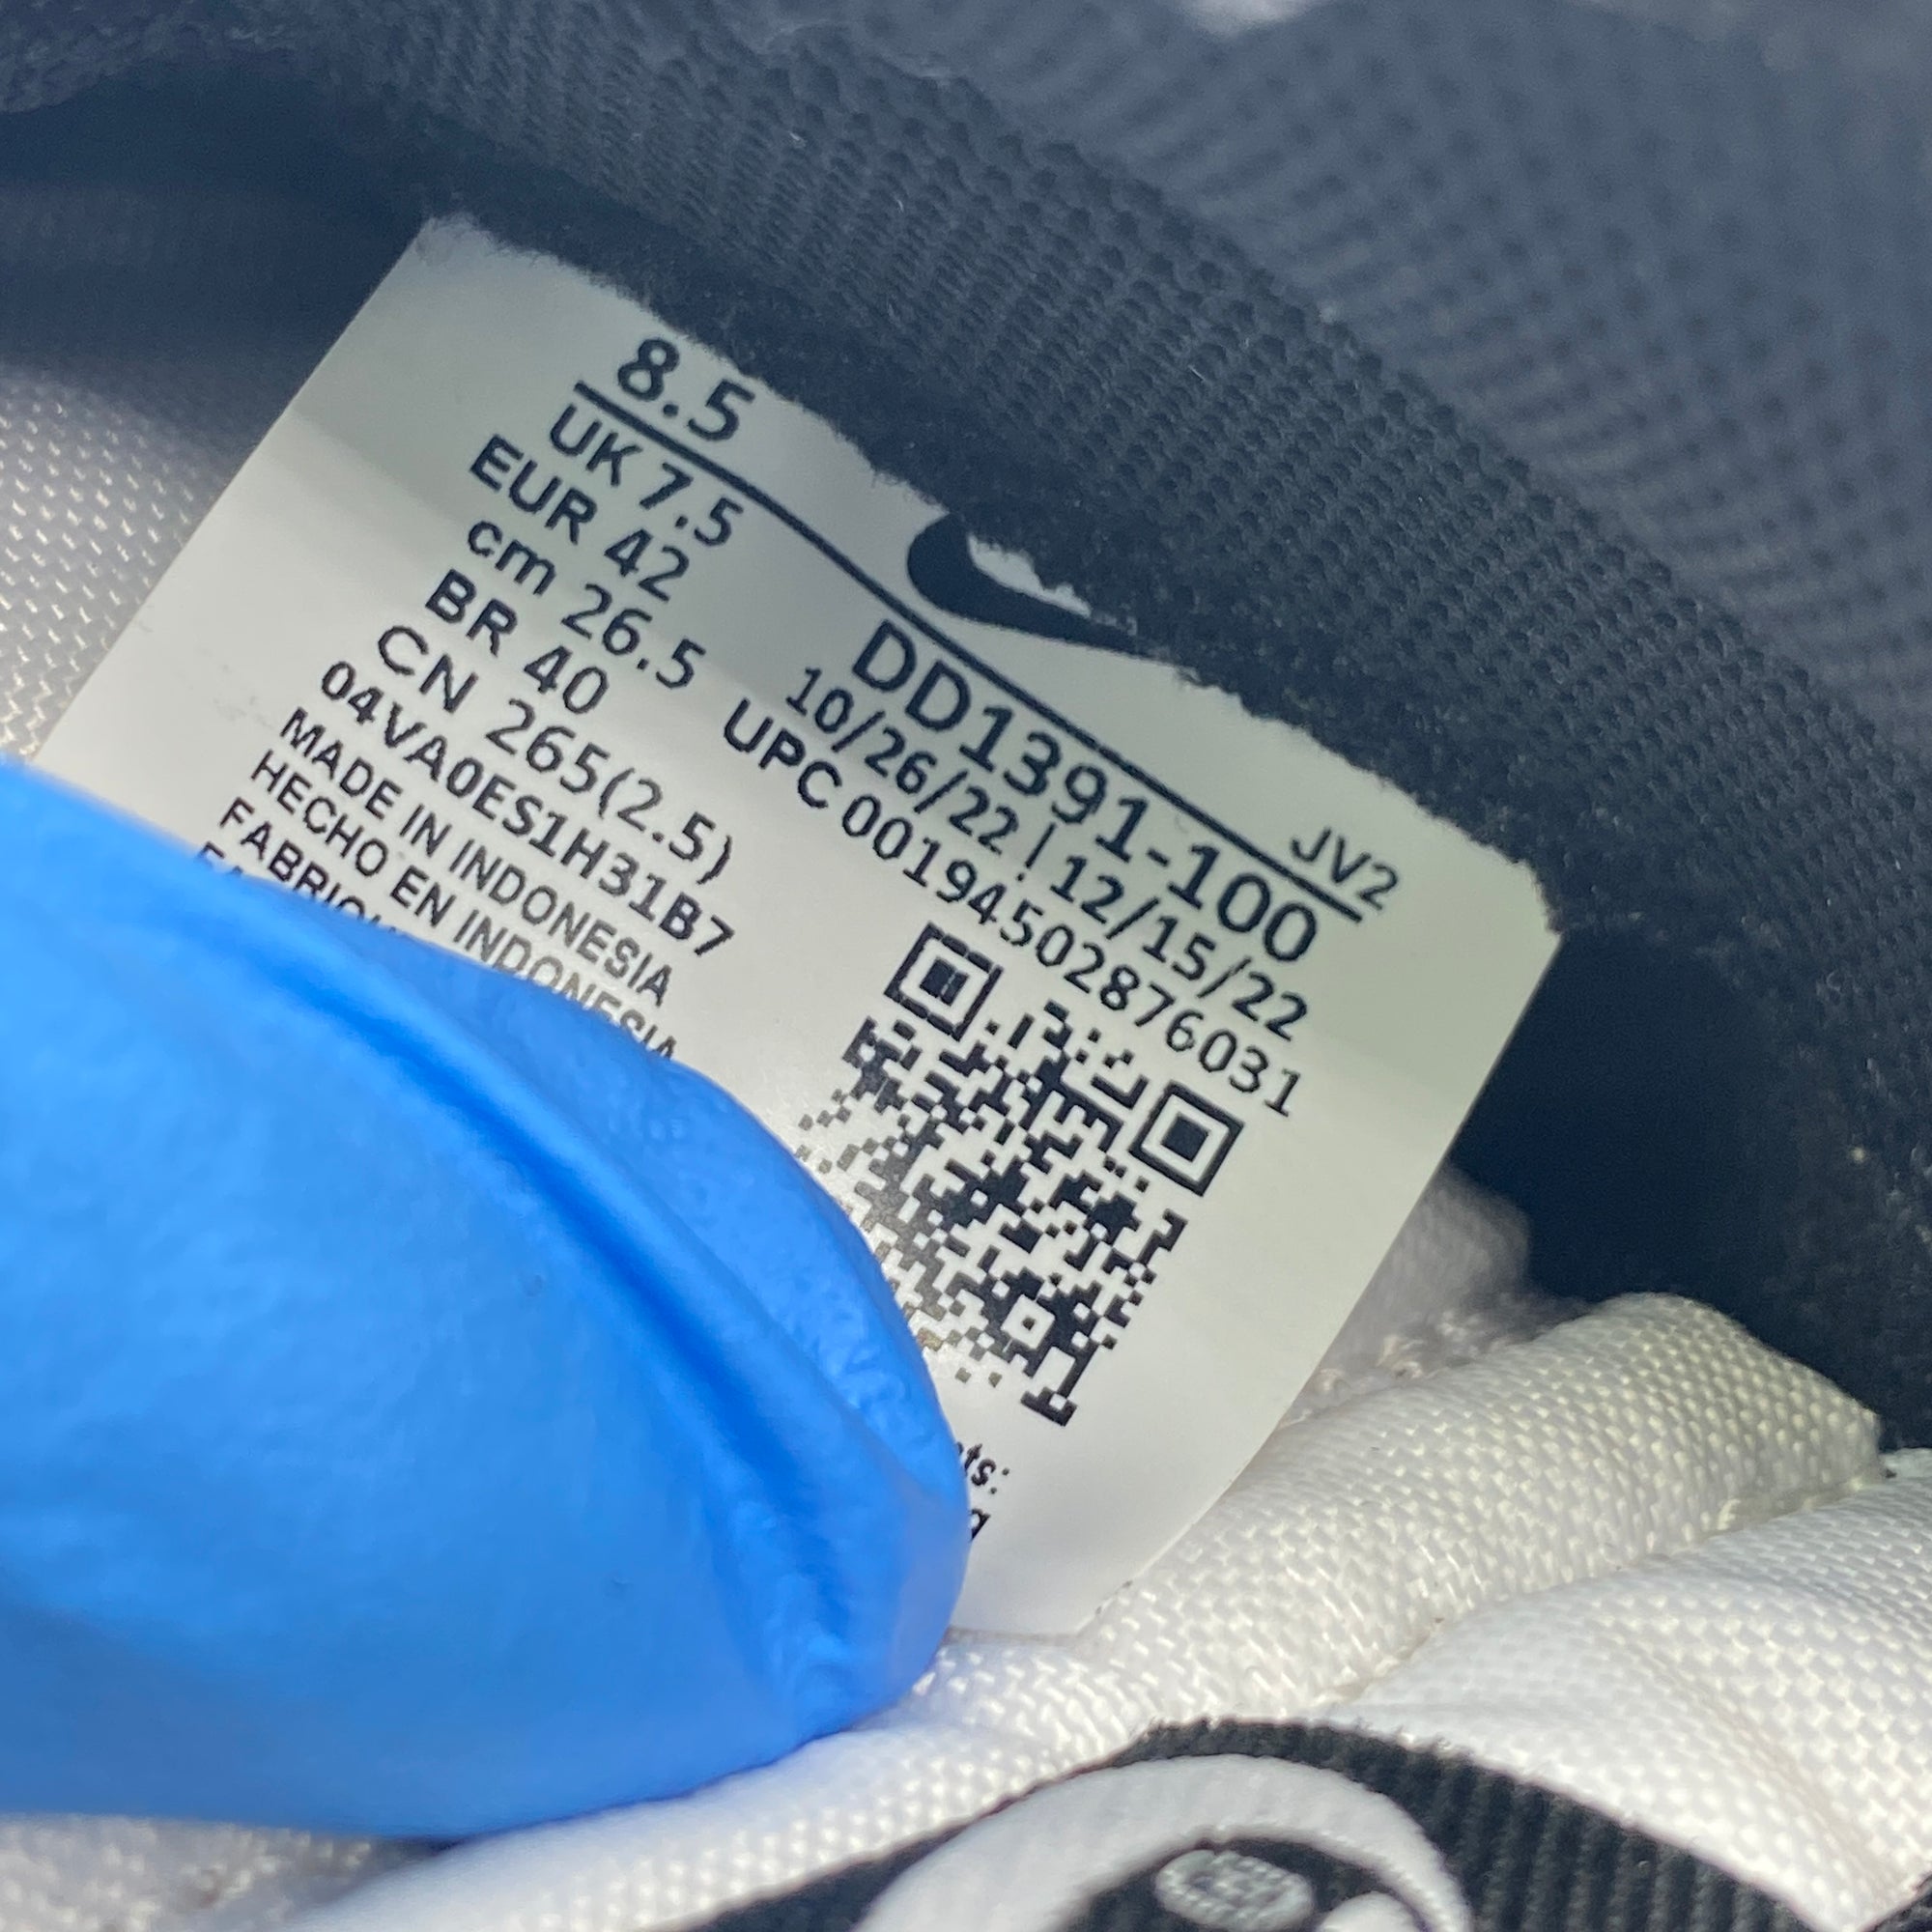 8.5
JV2
UK 7.5
EUR 42
cm 26.5
BR 40
CN 265(2.5)
04VA0ES1H31B7
MADE IN INDONESIA
HECHO EN INDONESIA
DD1391-100
10/26/22 | 12/15/22
UPC 00194502876031